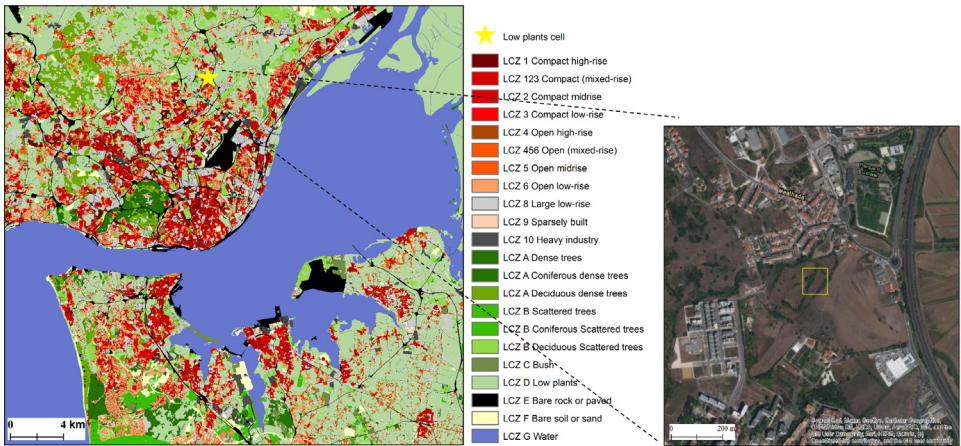 Low plants cell
LCZ 1 Compact high-rise
LCZ 123 Compact (mixed-rise)
LCZ 2 Compact midrise
LCZ 3 Compact low-rise
LCZ 4 Open high-rise
LCZ 456 Open (mixed-rise)
LCZ 5 Open midrise
LCZ 6 Open low-rise
LCZ 8 Large low-rise
LCZ 9 Sparsely built
LCZ 10 Heavy industry
LCZ A Dense trees
LCZ A Coniferous dense trees
LCZ A Deciduous dense trees
LCZ B Scattered trees
LCZ B Coniferous Scattered trees
LCZ B Deciduous Scattered trees
LCZ C Bush
LCZ D Low plants
LCZ E Bare rock or paved
LCZ F Bare soil or sand
LCZ G Water
0 4 km
0 200 m